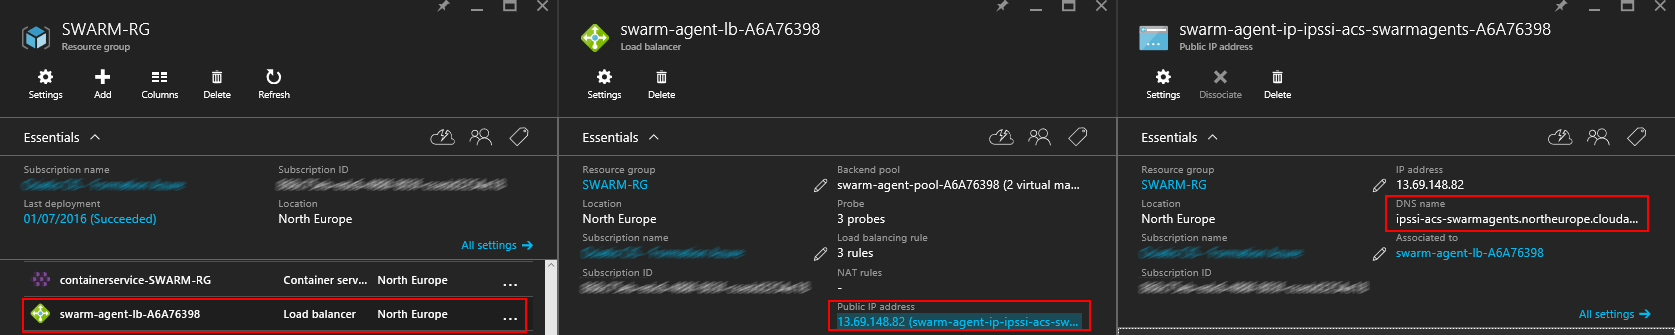 SWARM-RG
Resource group
Settings
Add
Columns
Delete
Refresh
Essentials
Subscription name
Subscription ID
Last deployment
Location
01/07/2016 (Succeeded)
North Europe
All settings
containerservice-SWARM-RG
Container serv...
North Europe
...
swarm-agent-lb-A6A76398
Load balancer
North Europe
...
swarm-agent-lb-A6A76398
Load balancer
Settings
Delete
Essentials
Resource group
Backend pool
SWARM-RG
swarm-agent-pool-A6A76398 (2 virtual ma...
Location
Probe
North Europe
3 probes
Subscription name
Load balancing rule
3 rules
Subscription ID
NAT rules
-
Public IP address
13.69.148.82 (swarm-agent-ip-ipssi-acs-sw...
swarm-agent-ip-ipssi-acs-swarmagents-A6A76398
Public IP address
Settings
Dissociate
Delete
Essentials
Resource group
IP address
SWARM-RG
13.69.148.82
Location
DNS name
North Europe
ipssi-acs-swarmagents.northeurope.clouda...
Subscription name
Associated to
swarm-agent-lb-A6A76398
Subscription ID
All settings